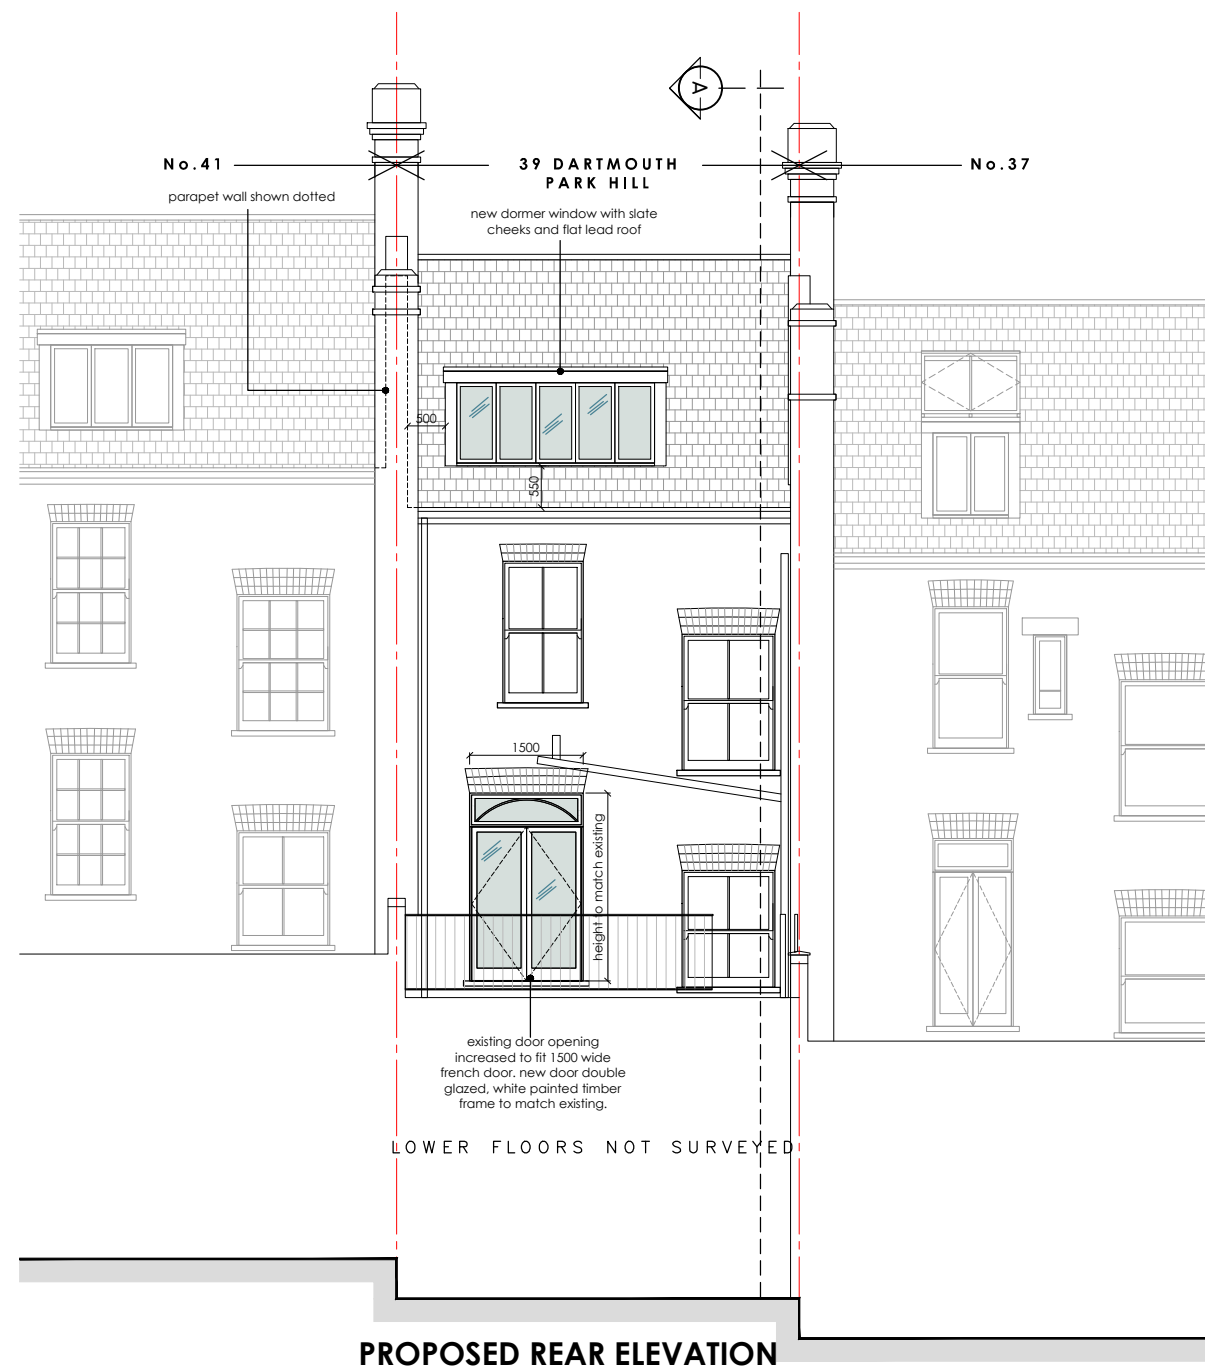 A
No.41
39 DARTMOUTH
PARK HILL
No.37
parapet wall shown dotted
new dormer window with slate
cheeks and flat lead roof
500
550
1500
height to match existing
existing door opening
increased to fit 1500 wide
french door. new door double
glazed, white painted timber
frame to match existing.
LOWER FLOORS NOT SURVEYED
PROPOSED REAR ELEVATION